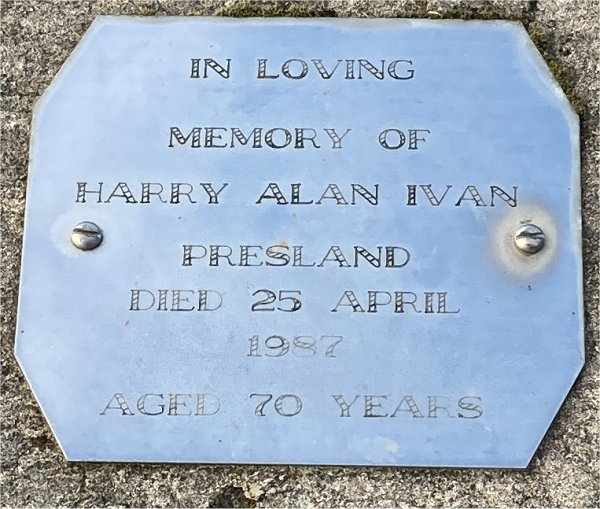 IN LOVING
MEMORY OF
HARRY ALAN IVAN
PRESLAND
DIED 25 APRIL
1987
AGED 70 YEARS